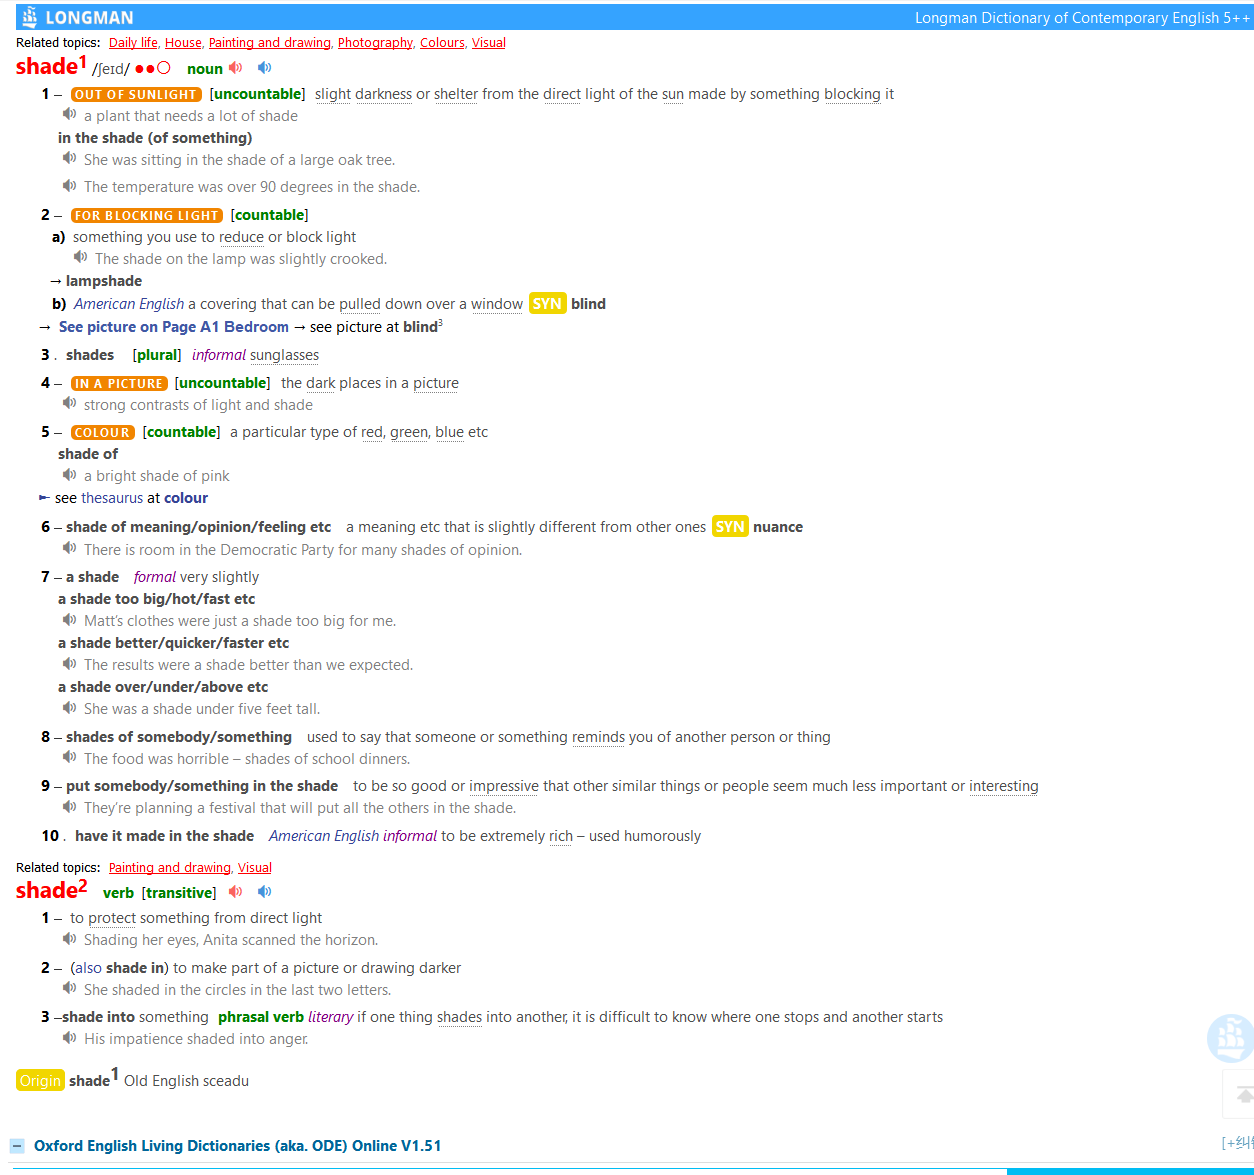 LONGMAN Longman Dictionary of Contemporary English 5++
Related topics: Daily life, House, Painting and drawing, Photography, Colours, Visual
shade1 /ʃeɪd/ ●●○ noun
1 – OUT OF SUNLIGHT [uncountable] slight darkness or shelter from the direct light of the sun made by something blocking it
a plant that needs a lot of shade
in the shade (of something)
She was sitting in the shade of a large oak tree.
The temperature was over 90 degrees in the shade.
2 – FOR BLOCKING LIGHT [countable]
a) something you use to reduce or block light
The shade on the lamp was slightly crooked.
→ lampshade
b) American English a covering that can be pulled down over a window SYN blind
→ See picture on Page A1 Bedroom → see picture at blind3
3 . shades [plural] informal sunglasses
4 – IN A PICTURE [uncountable] the dark places in a picture
strong contrasts of light and shade
5 – COLOUR [countable] a particular type of red, green, blue etc
shade of
a bright shade of pink
► see thesaurus at colour
6 – shade of meaning/opinion/feeling etc a meaning etc that is slightly different from other ones SYN nuance
There is room in the Democratic Party for many shades of opinion.
7 – a shade formal very slightly
a shade too big/hot/fast etc
Matt’s clothes were just a shade too big for me.
a shade better/quicker/faster etc
The results were a shade better than we expected.
a shade over/under/above etc
She was a shade under five feet tall.
8 – shades of somebody/something used to say that someone or something reminds you of another person or thing
The food was horrible – shades of school dinners.
9 – put somebody/something in the shade to be so good or impressive that other similar things or people seem much less important or interesting
They’re planning a festival that will put all the others in the shade.
10 . have it made in the shade American English informal to be extremely rich – used humorously
Related topics: Painting and drawing, Visual
shade2 verb [transitive]
1 – to protect something from direct light
Shading her eyes, Anita scanned the horizon.
2 – (also shade in) to make part of a picture or drawing darker
She shaded in the circles in the last two letters.
3 –shade into something phrasal verb literary if one thing shades into another, it is difficult to know where one stops and another starts
His impatience shaded into anger.
Origin shade1 Old English sceadu
Oxford English Living Dictionaries (aka. ODE) Online V1.51
[+纠